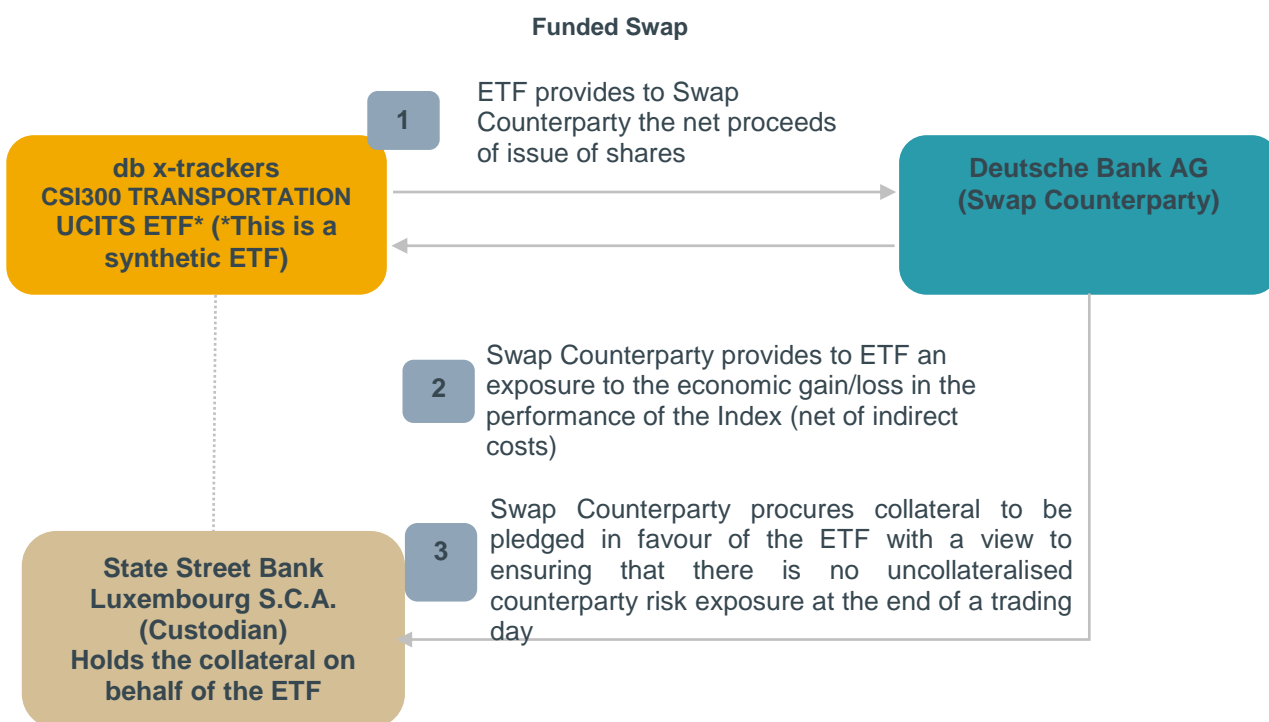 Funded Swap
1
ETF provides to Swap
Counterparty the net proceeds
of issue of shares
db x-trackers
CSI300 TRANSPORTATION
UCITS ETF* (*This is a
synthetic ETF)
Deutsche Bank AG
(Swap Counterparty)
2
Swap Counterparty provides to ETF an
exposure to the economic gain/loss in the
performance of the Index (net of indirect
costs)
3
Swap Counterparty procures collateral to be
pledged in favour of the ETF with a view to
ensuring that there is no uncollateralised
counterparty risk exposure at the end of a trading
day
State Street Bank
Luxembourg S.C.A.
(Custodian)
Holds the collateral on
behalf of the ETF